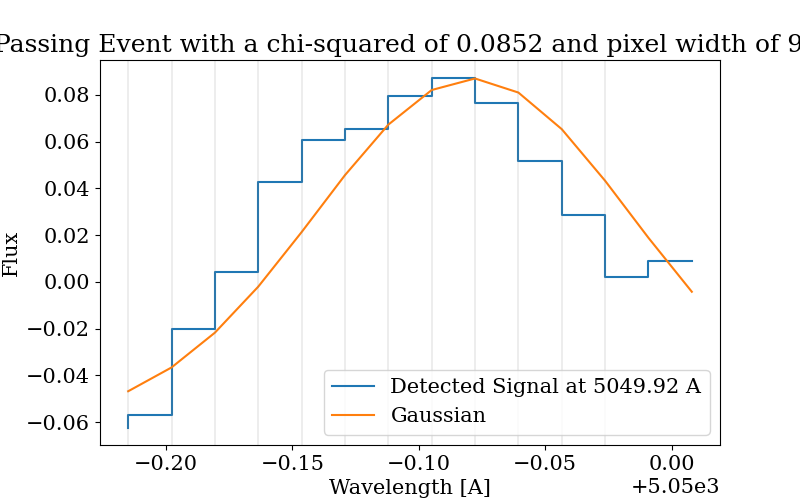 Passing Event with a chi-squared of 0.0852 and pixel width of 9
Flux
0.08
0.06
0.04
0.02
0.00
−0.02
−0.04
−0.06
Detected Signal at 5049.92 A
Gaussian
−0.20 −0.15 −0.10 −0.05 0.00
+5.05e3
Wavelength [A]